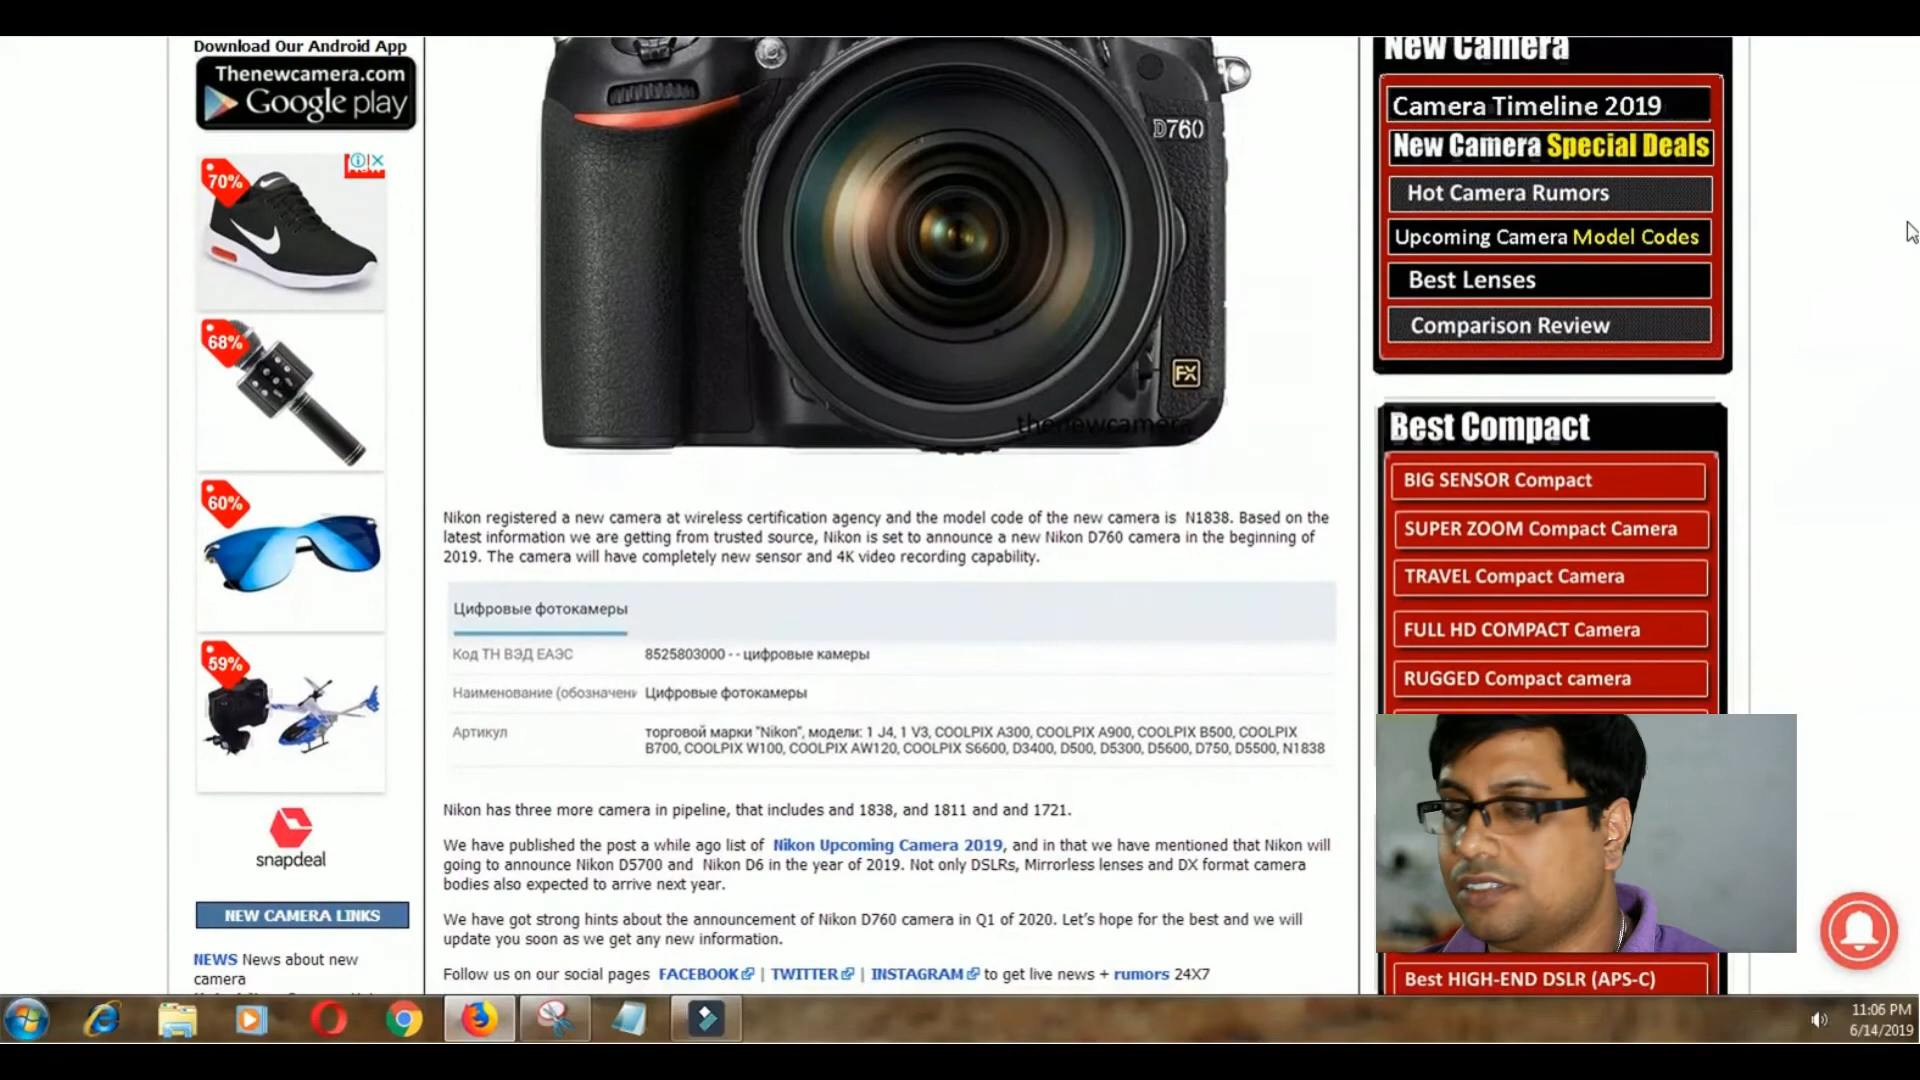 Download Our Android App
Thenewcamera.com
Google play
70%
68%
60%
59%
snapdeal
NEW CAMERA LINKS
NEWS News about new
camera
D760
FX
thenewcamera
Nikon registered a new camera at wireless certification agency and the model code of the new camera is N1838. Based on the
latest information we are getting from trusted source, Nikon is set to announce a new Nikon D760 camera in the beginning of
2019. The camera will have completely new sensor and 4K video recording capability.
Цифровые фотокамеры
Код ТН ВЭД ЕАЭС 8525803000 - - цифровые камеры
Наименование (обозначени Цифровые фотокамеры
Артикул торговой марки "Nikon", модели: 1 J4, 1 V3, COOLPIX A300, COOLPIX A900, COOLPIX B500, COOLPIX
B700, COOLPIX W100, COOLPIX AW120, COOLPIX S6600, D3400, D500, D5300, D5600, D750, D5500, N1838
Nikon has three more camera in pipeline, that includes and 1838, and 1811 and and 1721.
We have published the post a while ago list of Nikon Upcoming Camera 2019, and in that we have mentioned that Nikon will
going to announce Nikon D5700 and Nikon D6 in the year of 2019. Not only DSLRs, Mirrorless lenses and DX format camera
bodies also expected to arrive next year.
We have got strong hints about the announcement of Nikon D760 camera in Q1 of 2020. Let's hope for the best and we will
update you soon as we get any new information.
Follow us on our social pages FACEBOOK | TWITTER | INSTAGRAM to get live news + rumors 24X7
New Camera
Camera Timeline 2019
New Camera Special Deals
Hot Camera Rumors
Upcoming Camera Model Codes
Best Lenses
Comparison Review
Best Compact
BIG SENSOR Compact
SUPER ZOOM Compact Camera
TRAVEL Compact Camera
FULL HD COMPACT Camera
RUGGED Compact camera
Best HIGH-END DSLR (APS-C)
11:06 PM
6/14/2019